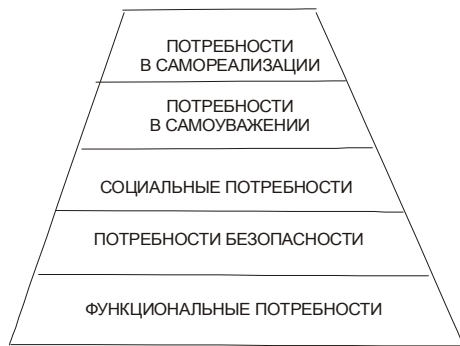 ПОТРЕБНОСТИ
В САМОРЕАЛИЗАЦИИ
ПОТРЕБНОСТИ
В САМОУВАЖЕНИИ
СОЦИАЛЬНЫЕ ПОТРЕБНОСТИ
ПОТРЕБНОСТИ БЕЗОПАСНОСТИ
ФУНКЦИОНАЛЬНЫЕ ПОТРЕБНОСТИ